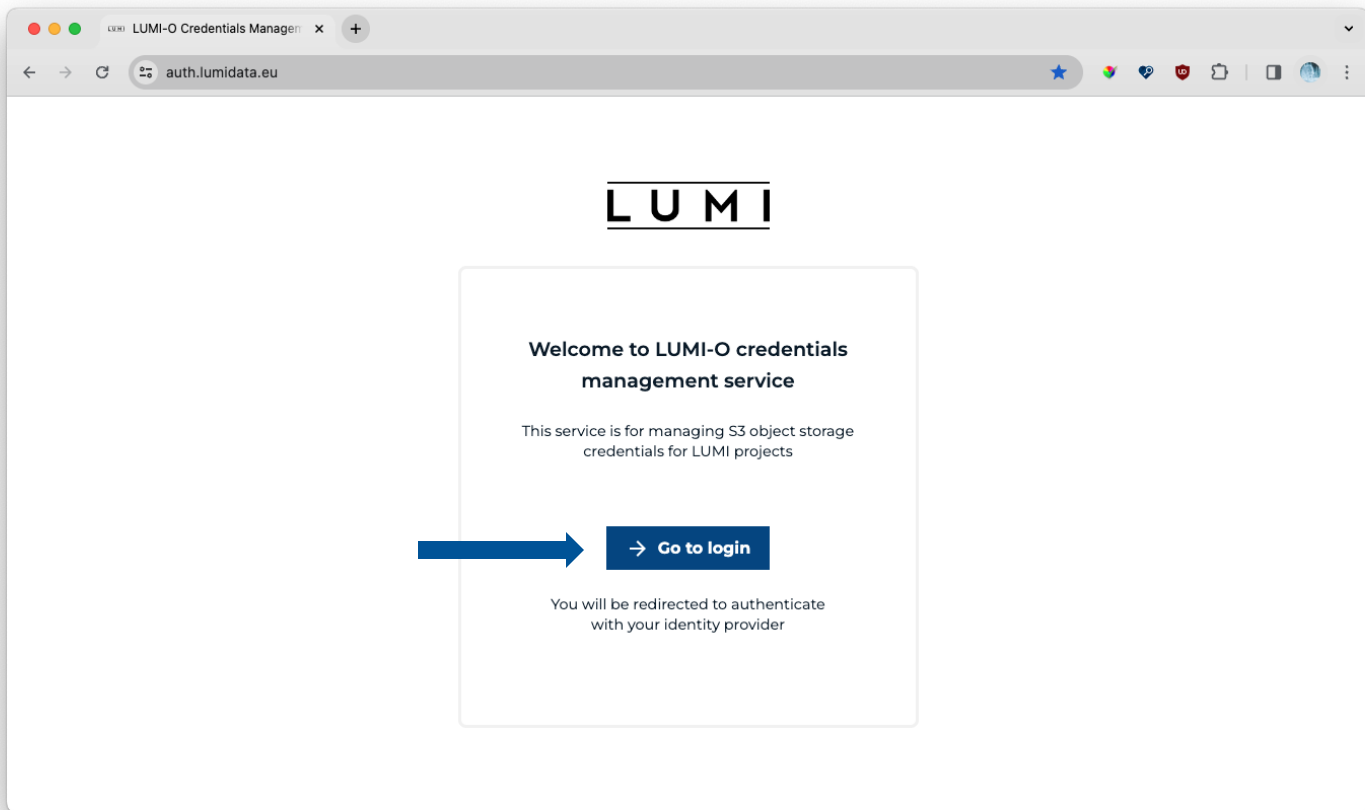 LUMI LUMI-O Credentials Managem
auth.lumidata.eu
LUMI
Welcome to LUMI-O credentials
management service
This service is for managing S3 object storage
credentials for LUMI projects
Go to login
You will be redirected to authenticate
with your identity provider